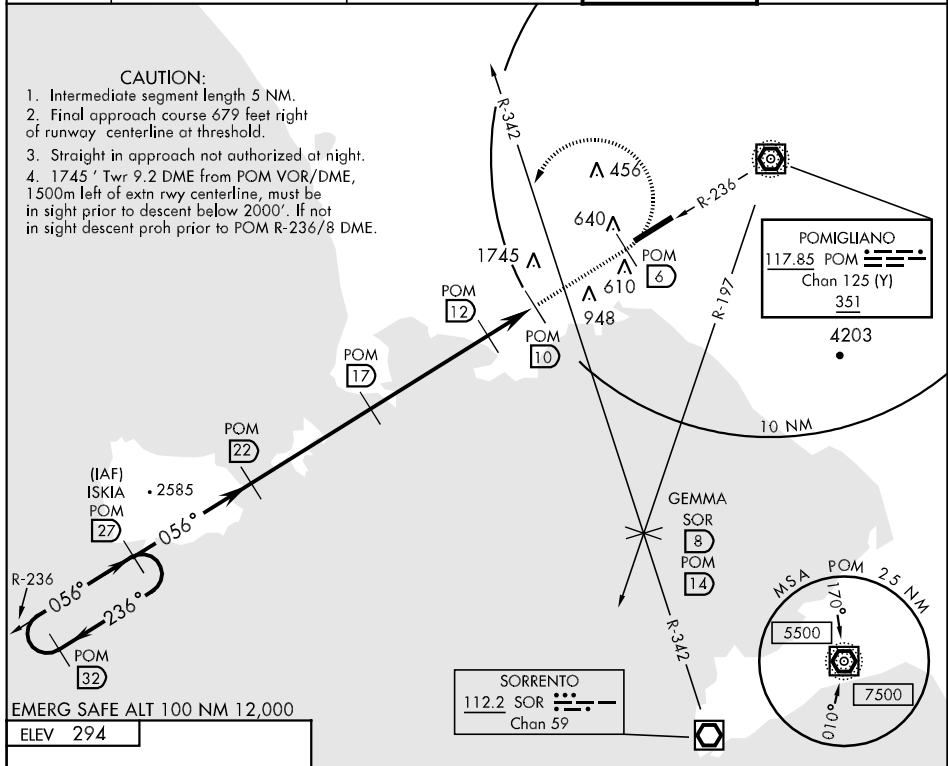 CAUTION:
1. Intermediate segment length 5 NM.
2. Final approach course 679 feet right
of runway centerline at threshold.
3. Straight in approach not authorized at night.
4. 1745 ' Twr 9.2 DME from POM VOR/DME,
1500m left of extn rwy centerline, must be
in sight prior to descent below 2000'. If not
in sight descent proh prior to POM R-236/8 DME.
R-342
456
R-236
640
POM
6
610
1745
948
POMIGLIANO
117.85 POM
Chan 125 (Y)
351
R-197
4203
POM
12
POM
10
POM
17
10 NM
POM
22
(IAF)
ISKIA
POM
27
2585
056°
R-236
056°
236°
POM
32
GEMMA
SOR
8
POM
14
R-342
MSA POM 25 NM
170°
5500
7500
010°
SORRENTO
112.2 SOR
Chan 59
EMERG SAFE ALT 100 NM 12,000
ELEV 294